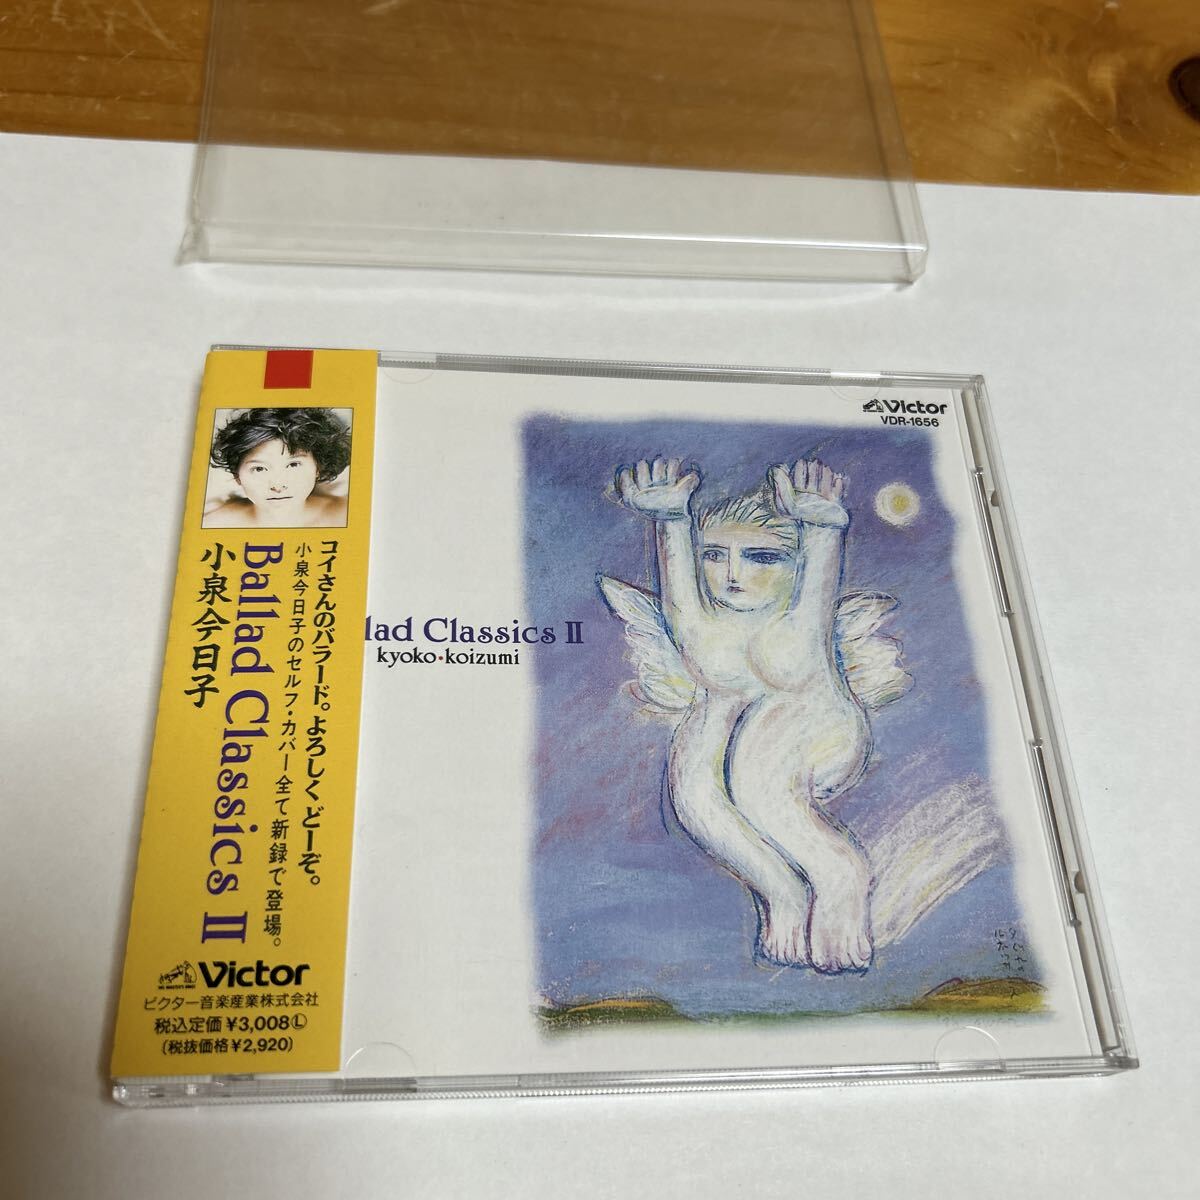 コイさんのバラード。よろしくどーぞ。
小泉今日子のセルフ・カバー全て新録で登場。
Ballad Classics II
小泉今日子
Victor
ビクター音楽産業株式会社
税込定価¥3,008Ⓛ
(税抜価格¥2,920)
Victor
VDR-1656
lad Classics II
kyoko・koizumi